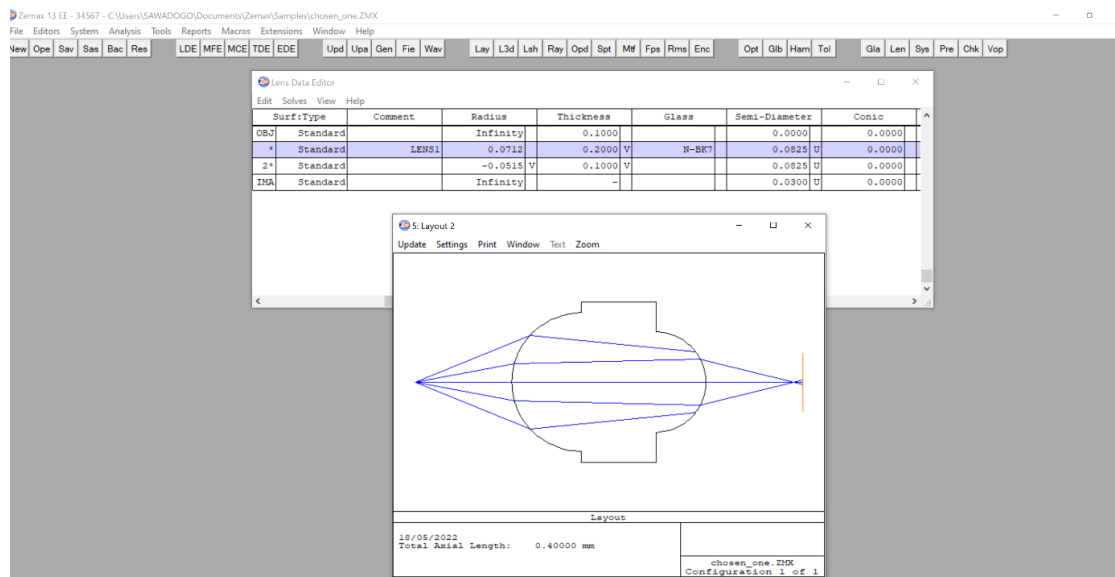 Zemax 13 EE - 34567 - C:\Users\SAWADOGO\Documents\Zemax\Samples\chosen_one.ZMX
File Editors System Analysis Tools Reports Macros Extensions Window Help
New Ope Sav Sas Bac Res LDE MFE MCE TDE EDE Upd Upa Gen Fie Wav Lay L3d Lsh Ray Opd Spt Mtf Fps Rms Enc Opt Glb Ham Tol Gla Len Sys Pre Chk Vop
Lens Data Editor
Edit Solves View Help
Surf:Type Comment Radius Thickness Glass Semi-Diameter Conic
OBJ Standard Infinity 0.1000 0.0000 0.0000
* Standard LENS1 0.0712 0.2000 V N-BK7 0.0825 U 0.0000
2* Standard -0.0515 V 0.1000 V 0.0825 U 0.0000
IMA Standard Infinity - 0.0300 U 0.0000
5: Layout 2
Update Settings Print Window Text Zoom
Layout
18/05/2022
Total Axial Length: 0.40000 mm
chosen_one.ZMX
Configuration 1 of 1